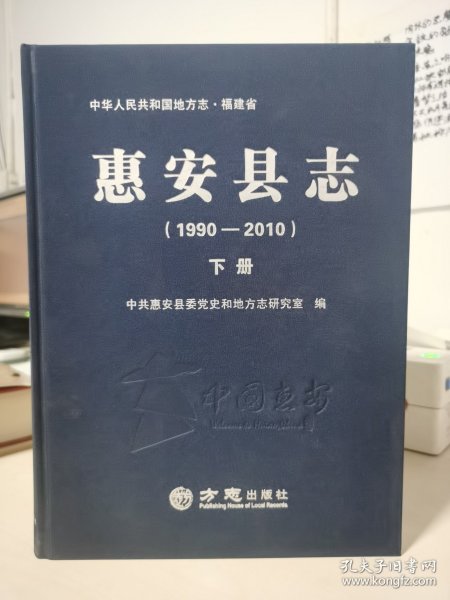 中华人民共和国地方志·福建省
惠安县志
(1990—2010)
下册
中共惠安县委党史和地方志研究室 编
中国惠安
方志出版社
Publishing House of Local Records
孔夫子旧书网
www.kongfz.com